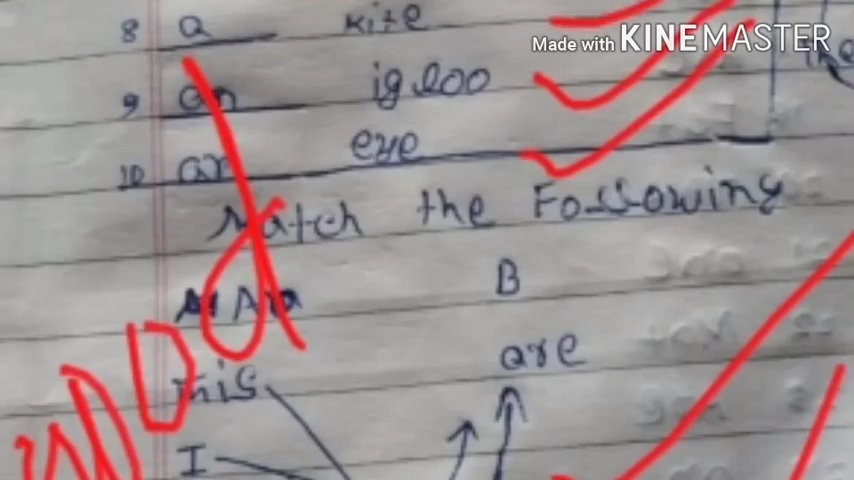 8 a kite
Made with KINEMASTER
9 an igloo
10 an eye
Match the Following
B
this are
I